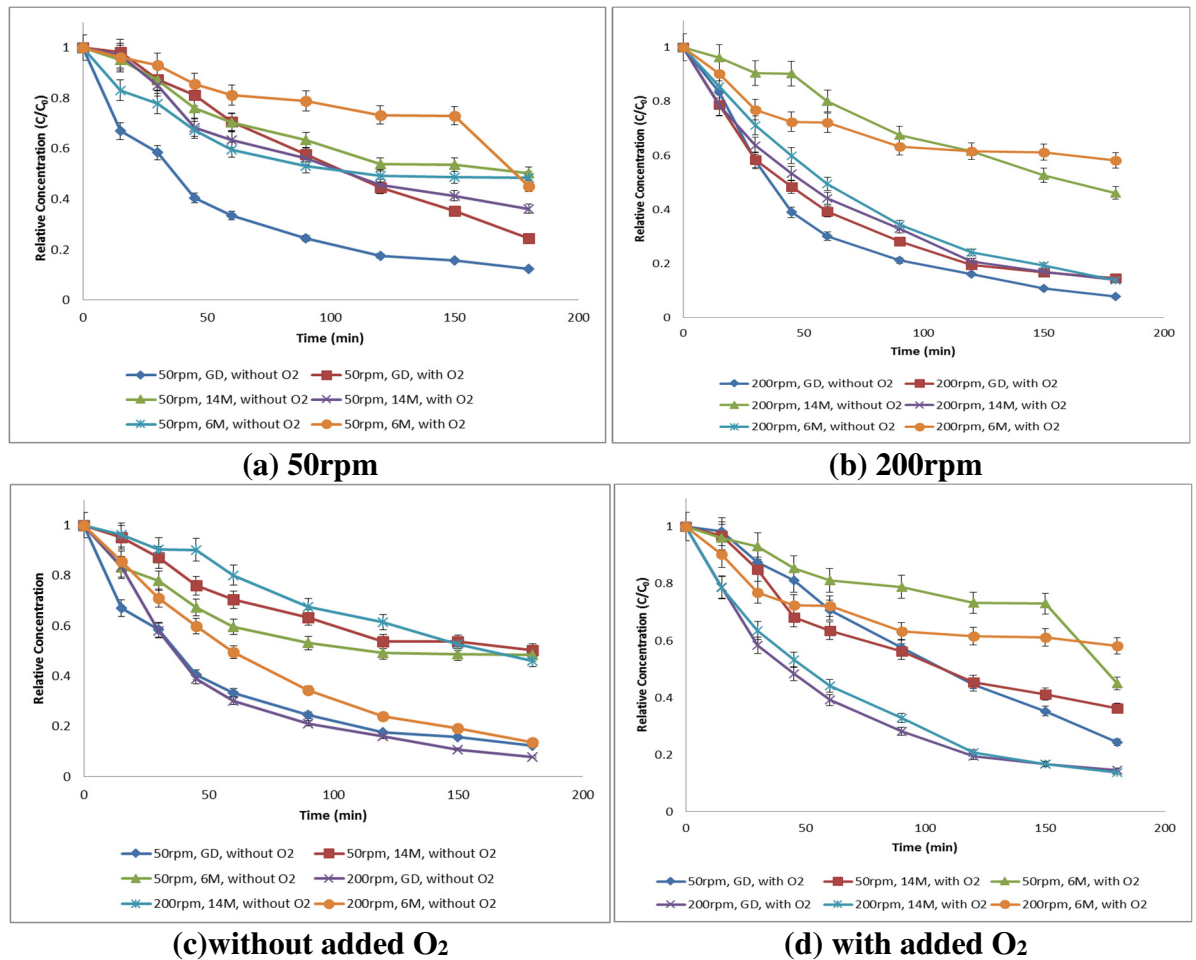 1
0.8
0.6
0.4
0.2
0
Relative Concentration (C/C₀)
0 50 100 150 200
Time (min)
50rpm, GD, without O2 50rpm, GD, with O2
50rpm, 14M, without O2 50rpm, 14M, with O2
50rpm, 6M, without O2 50rpm, 6M, with O2
(a) 50rpm
1
0.8
0.6
0.4
0.2
0
Relative Concentration (C/C₀)
0 50 100 150 200
Time (min)
200rpm, GD, without O2 200rpm, GD, with O2
200rpm, 14M, without O2 200rpm, 14M, with O2
200rpm, 6M, without O2 200rpm, 6M, with O2
(b) 200rpm
1
0.8
0.6
0.4
0.2
0
Relative Concentration
0 50 100 150 200
Time (min)
50rpm, GD, without O2 50rpm, 14M, without O2
50rpm, 6M, without O2 200rpm, GD, without O2
200rpm, 14M, without O2 200rpm, 6M, without O2
(c)without added O₂
1
0.8
0.6
0.4
0.2
0
Relative Concentration (C/C₀)
0 50 100 150 200
Time (min)
50rpm, GD, with O2 50rpm, 14M, with O2 50rpm, 6M, with O2
200rpm, GD, with O2 200rpm, 14M, with O2 200rpm, 6M, with O2
(d) with added O₂